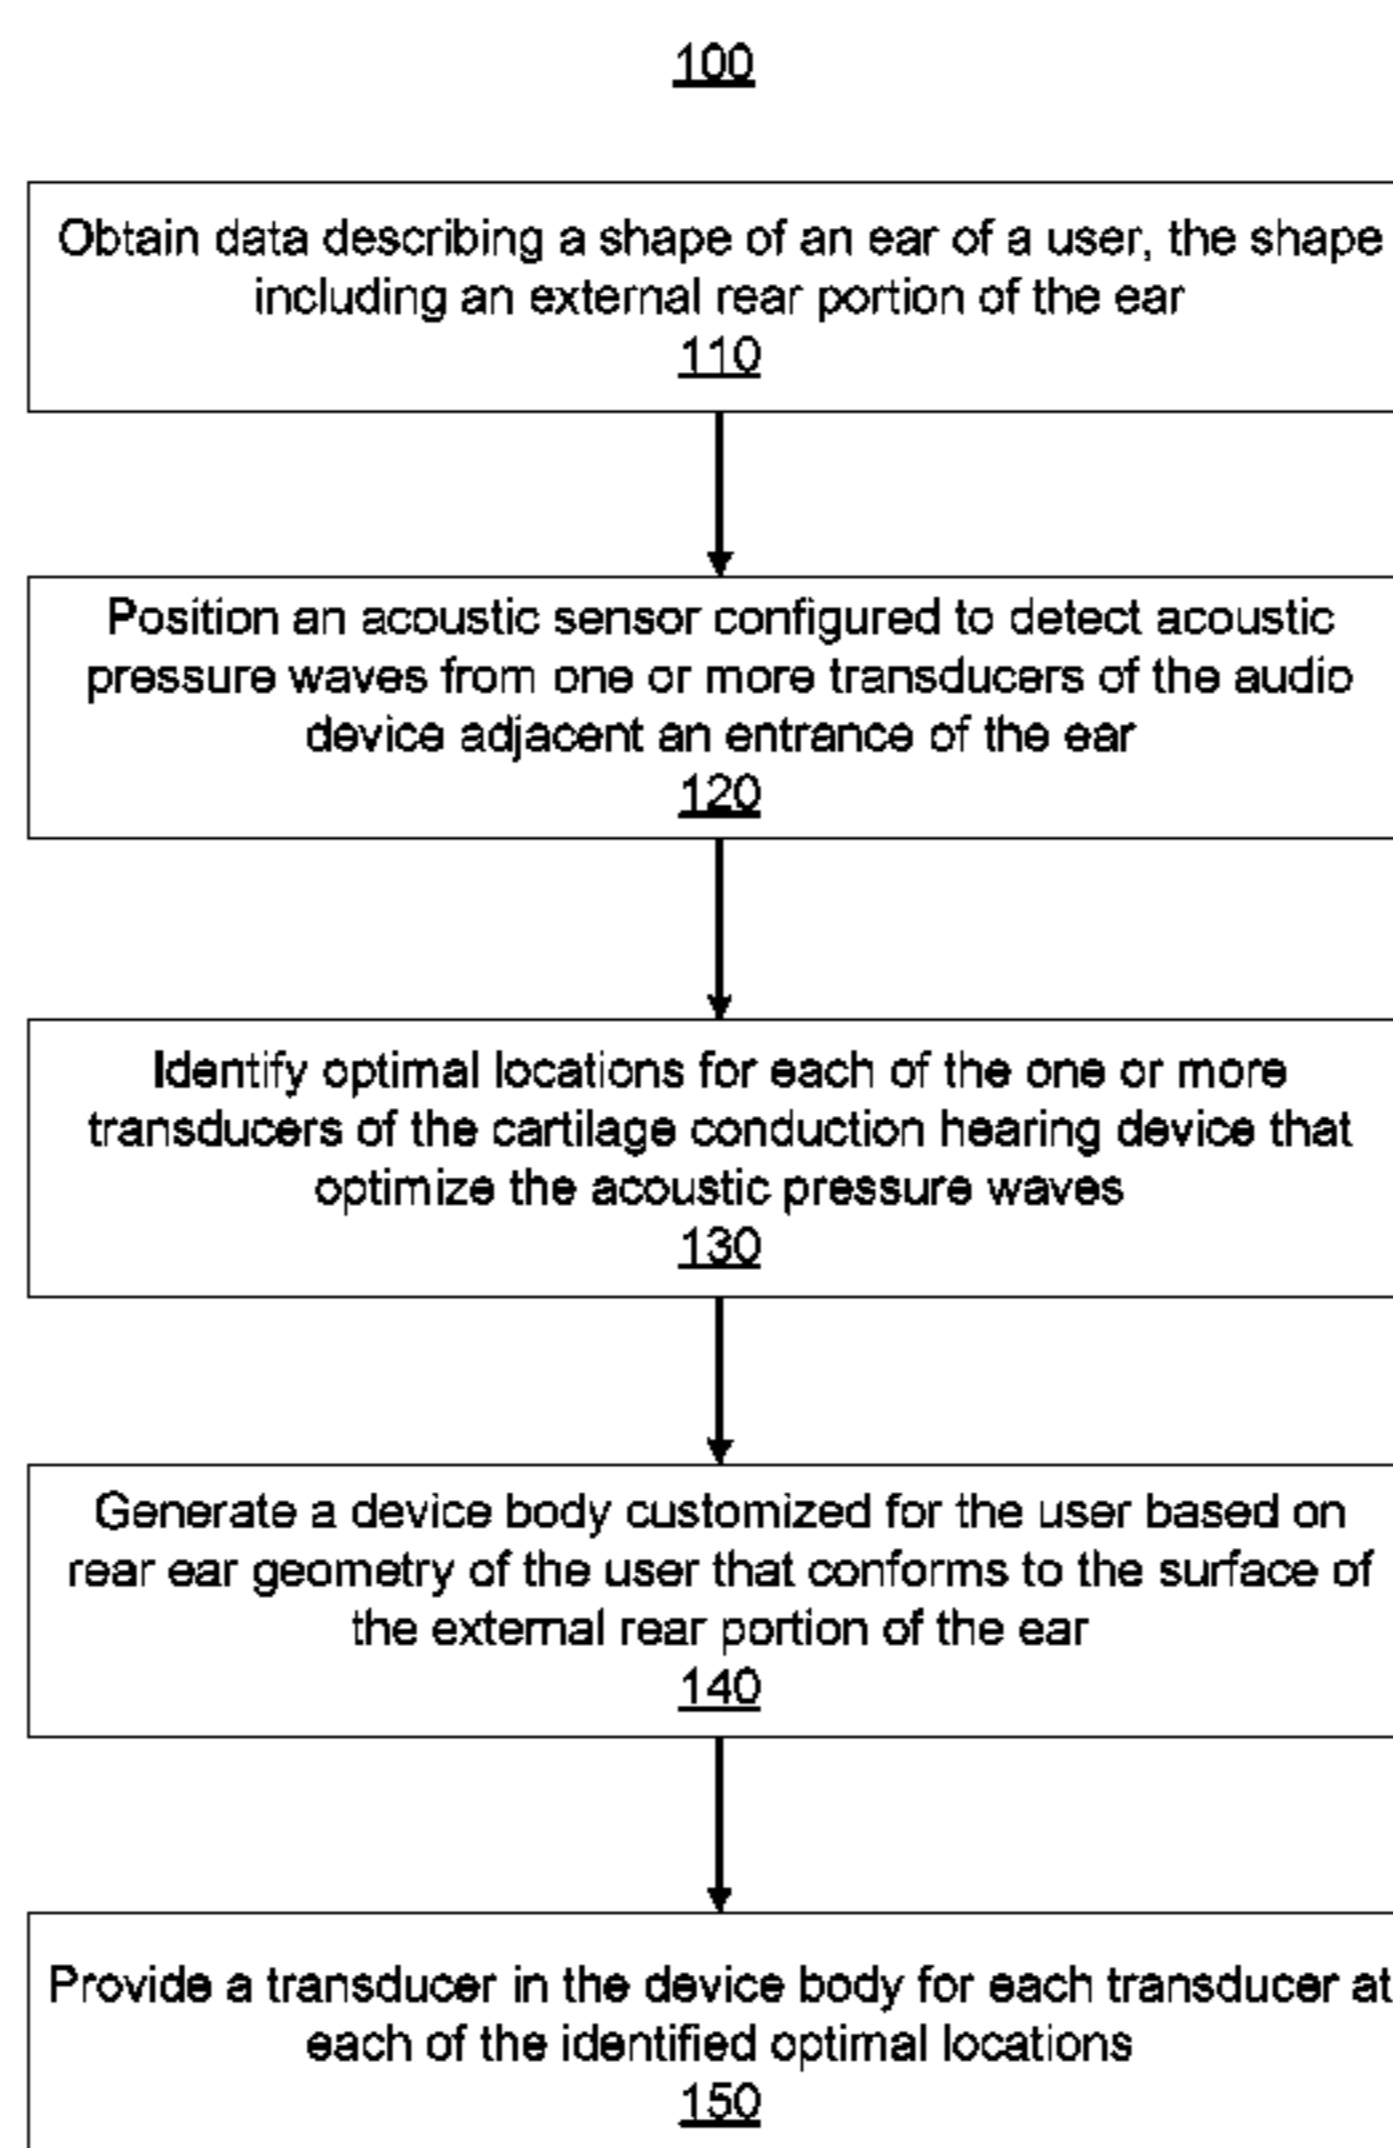 100
Obtain data describing a shape of an ear of a user, the shape
including an external rear portion of the ear
110
Position an acoustic sensor configured to detect acoustic
pressure waves from one or more transducers of the audio
device adjacent an entrance of the ear
120
Identify optimal locations for each of the one or more
transducers of the cartilage conduction hearing device that
optimize the acoustic pressure waves
130
Generate a device body customized for the user based on
rear ear geometry of the user that conforms to the surface of
the external rear portion of the ear
140
Provide a transducer in the device body for each transducer at
each of the identified optimal locations
150